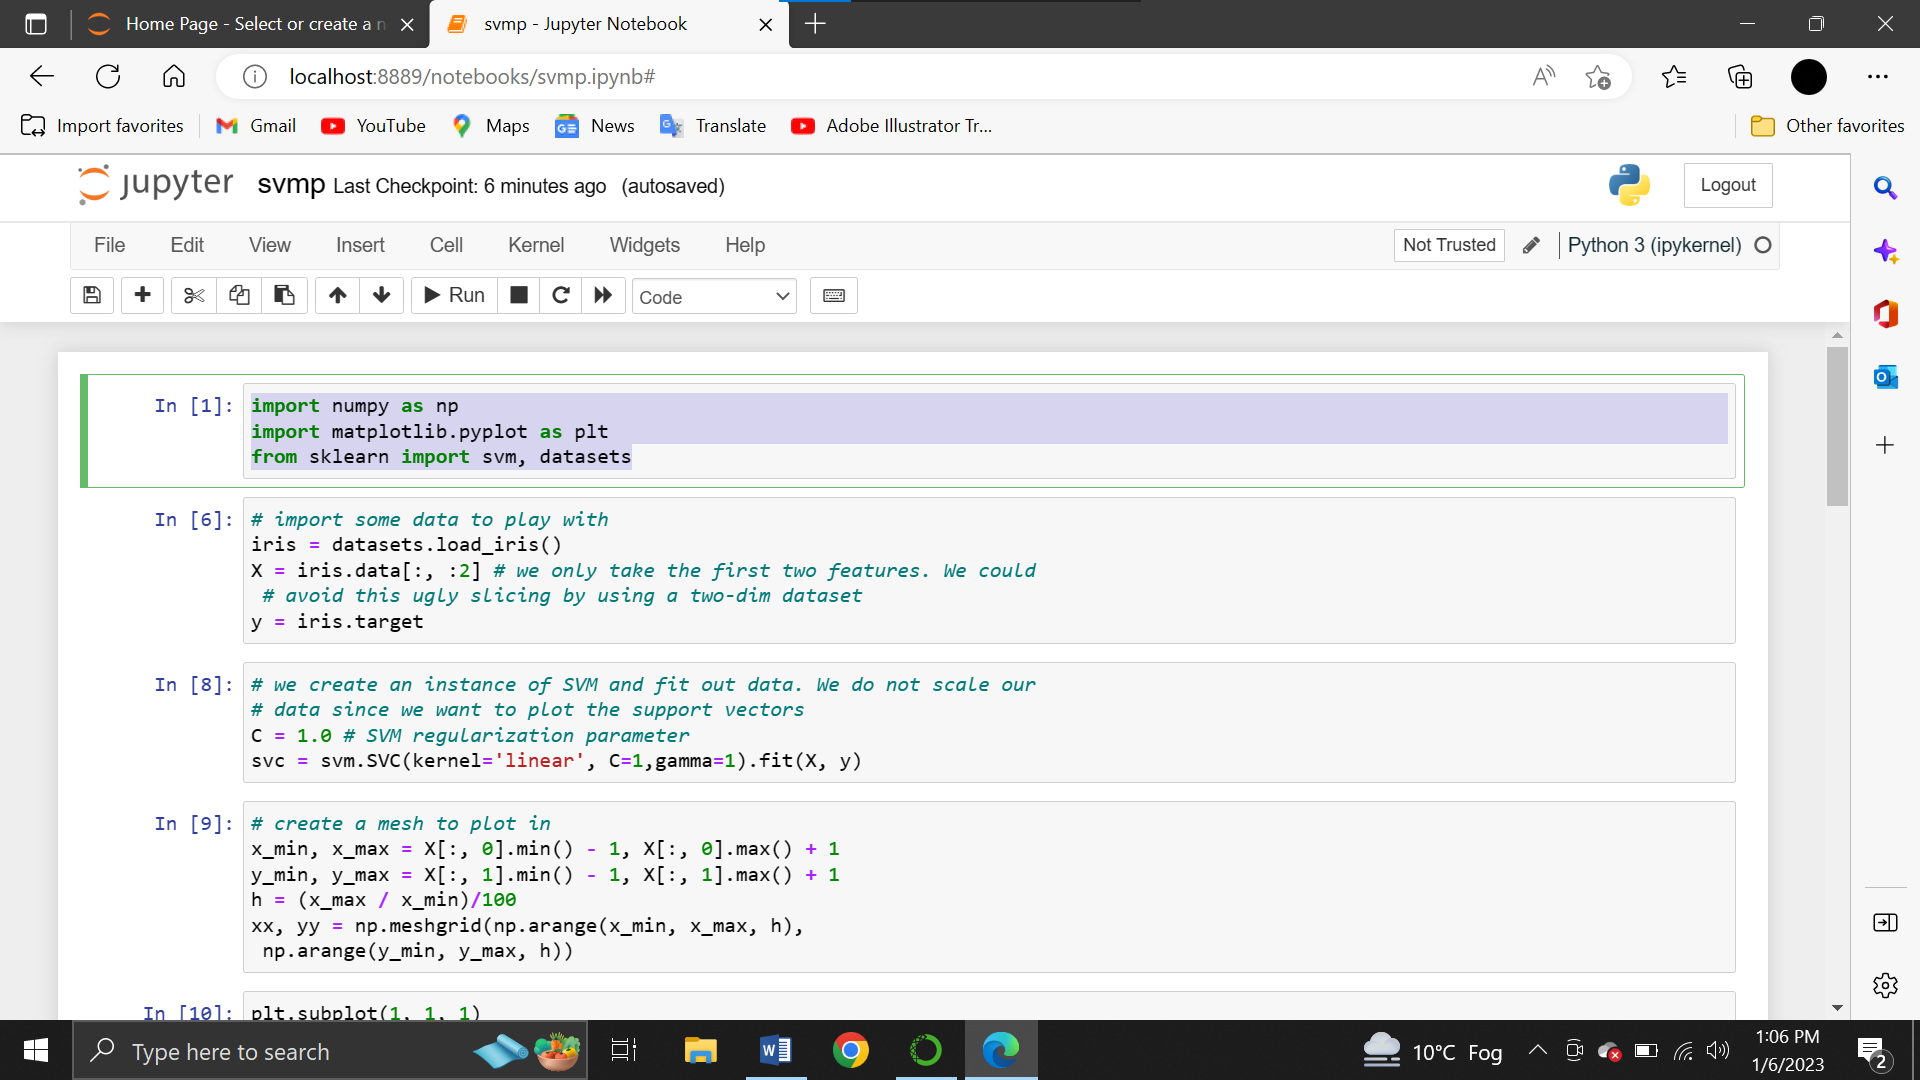 Home Page - Select or create a n
svmp - Jupyter Notebook
localhost:8889/notebooks/svmp.ipynb#
Import favorites
Gmail
YouTube
Maps
News
Translate
Adobe Illustrator Tr...
Other favorites
jupyter svmp Last Checkpoint: 6 minutes ago (autosaved)
Logout
File Edit View Insert Cell Kernel Widgets Help
Not Trusted
Python 3 (ipykernel)
Run
Code
In [1]:
import numpy as np
import matplotlib.pyplot as plt
from sklearn import svm, datasets
In [6]:
# import some data to play with
iris = datasets.load_iris()
X = iris.data[:, :2] # we only take the first two features. We could
# avoid this ugly slicing by using a two-dim dataset
y = iris.target
In [8]:
# we create an instance of SVM and fit out data. We do not scale our
# data since we want to plot the support vectors
C = 1.0 # SVM regularization parameter
svc = svm.SVC(kernel='linear', C=1,gamma=1).fit(X, y)
In [9]:
# create a mesh to plot in
x_min, x_max = X[:, 0].min() - 1, X[:, 0].max() + 1
y_min, y_max = X[:, 1].min() - 1, X[:, 1].max() + 1
h = (x_max / x_min)/100
xx, yy = np.meshgrid(np.arange(x_min, x_max, h),
np.arange(y_min, y_max, h))
In [10]:
plt.subplot(1, 1, 1)
Type here to search
10°C Fog
1:06 PM
1/6/2023
2